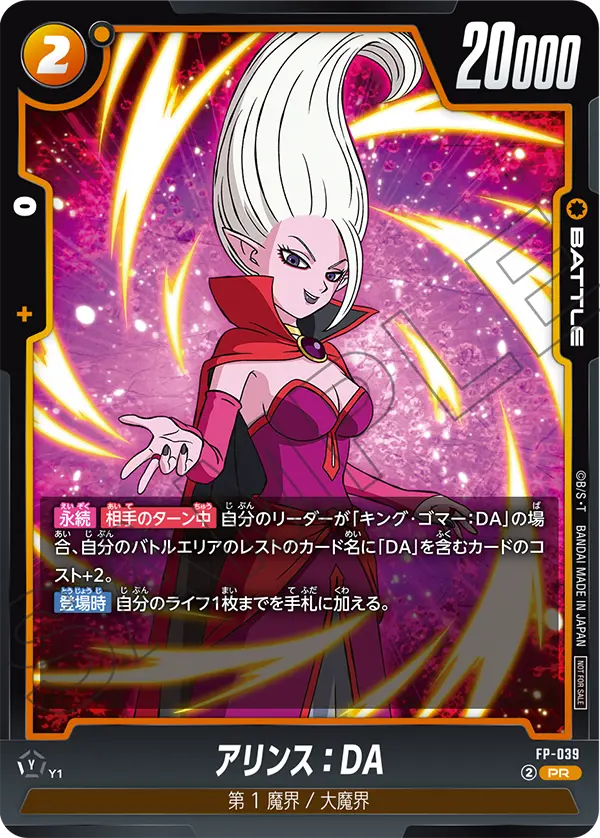 2
20000
0
+
BATTLE
永続 相手のターン中 自分のリーダーが「キング・ゴマー:DA」の場
合、自分のバトルエリアのレストのカード名に「DA」を含むカードのコ
スト+2。
登場時 自分のライフ1枚までを手札に加える。
SAMPLE
©B/S・T BANDAI MADE IN JAPAN
NOT FOR SALE
アリンス:DA
FP-039
Y Y1
2 PR
第1魔界 / 大魔界